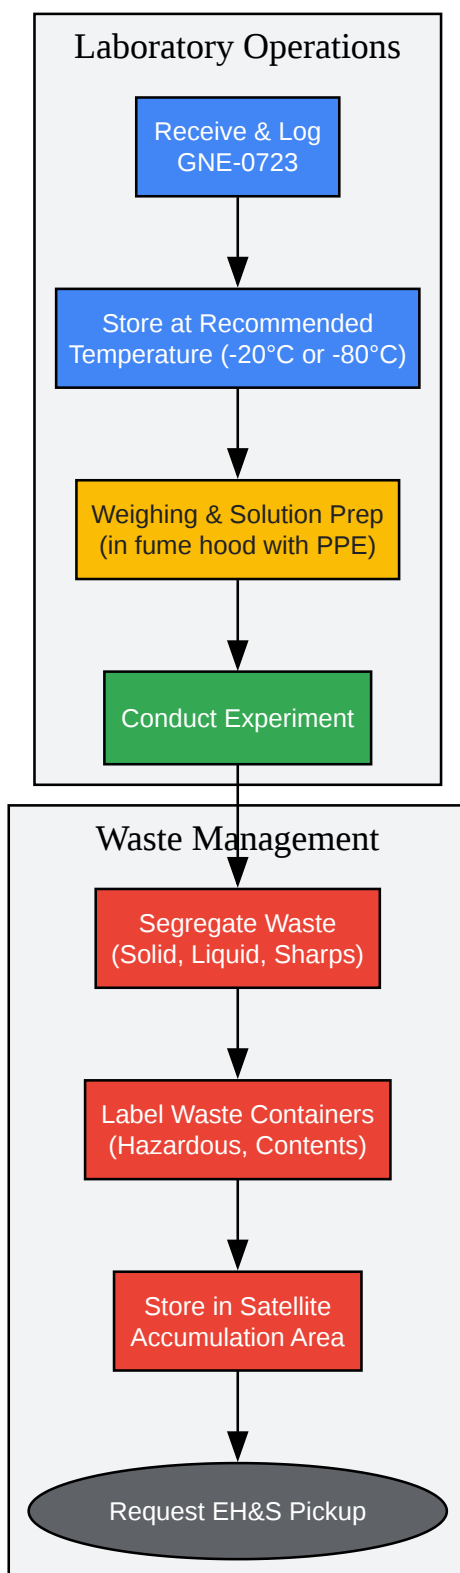 Laboratory Operations
Receive & Log
GNE-0723
Store at Recommended
Temperature (-20°C or -80°C)
Weighing & Solution Prep
(in fume hood with PPE)
Conduct Experiment
Waste Management
Segregate Waste
(Solid, Liquid, Sharps)
Label Waste Containers
(Hazardous, Contents)
Store in Satellite
Accumulation Area
Request EH&S Pickup